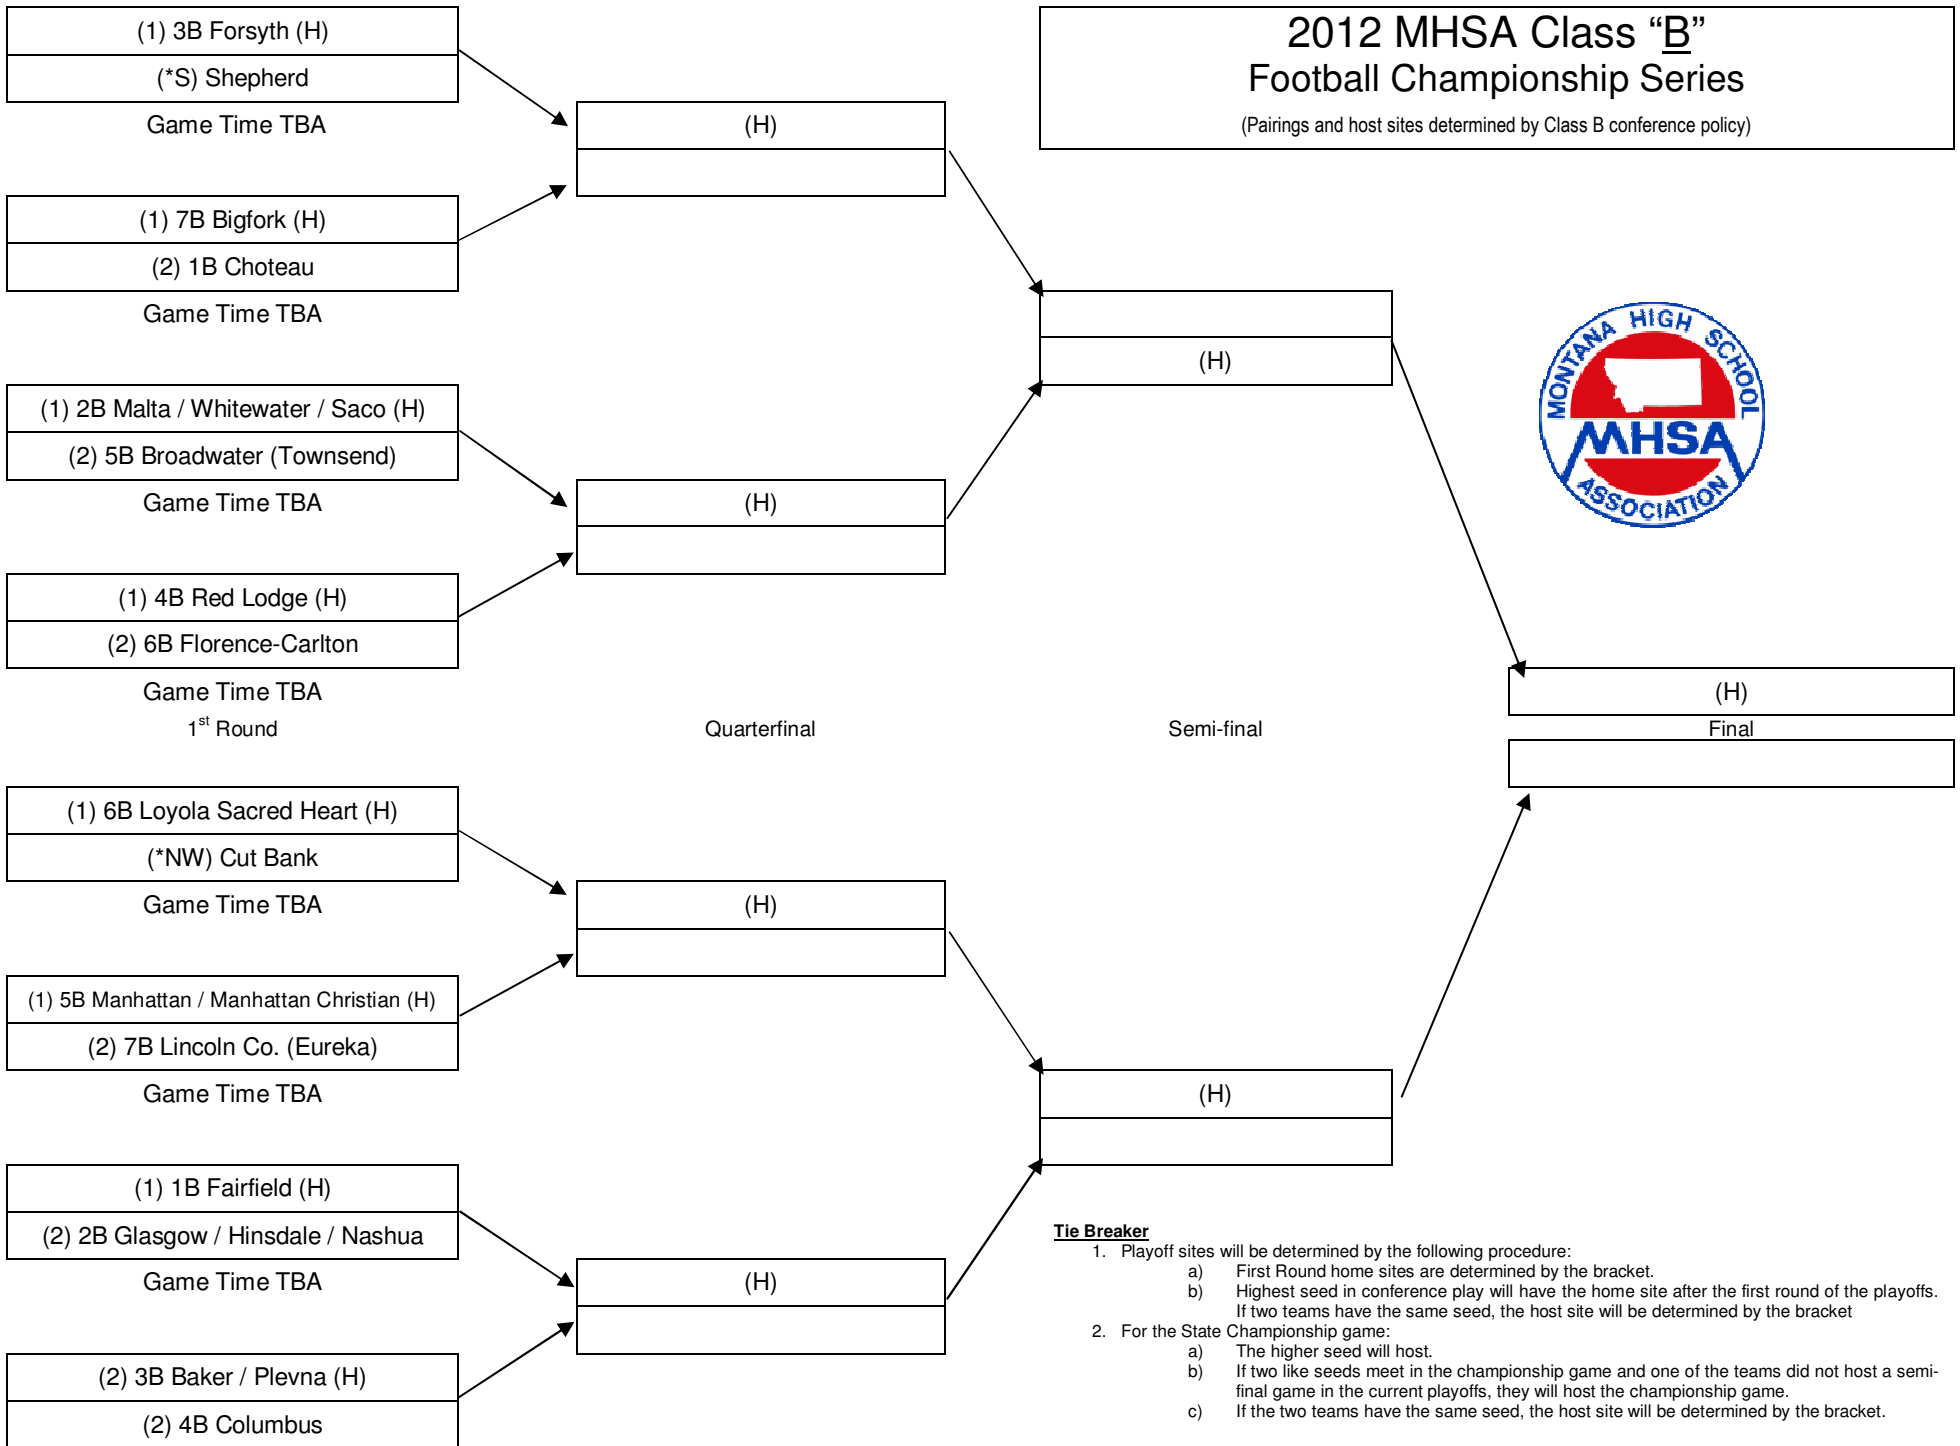 2012 MHSA Class “B”
Football Championship Series
(Pairings and host sites determined by Class B conference policy)
(1) 3B Forsyth (H)
(*S) Shepherd
Game Time TBA
(H)
(1) 7B Bigfork (H)
(2) 1B Choteau
Game Time TBA
(H)
MONTANA HIGH SCHOOL
MHSA
ASSOCIATION
(1) 2B Malta / Whitewater / Saco (H)
(2) 5B Broadwater (Townsend)
Game Time TBA
(H)
(1) 4B Red Lodge (H)
(2) 6B Florence-Carlton
Game Time TBA
(H)
1st Round
Quarterfinal
Semi-final
Final
(1) 6B Loyola Sacred Heart (H)
(*NW) Cut Bank
Game Time TBA
(H)
(1) 5B Manhattan / Manhattan Christian (H)
(2) 7B Lincoln Co. (Eureka)
Game Time TBA
(H)
(1) 1B Fairfield (H)
(2) 2B Glasgow / Hinsdale / Nashua
Game Time TBA
(H)
(2) 3B Baker / Plevna (H)
(2) 4B Columbus
Tie Breaker
1. Playoff sites will be determined by the following procedure:
a) First Round home sites are determined by the bracket.
b) Highest seed in conference play will have the home site after the first round of the playoffs.
If two teams have the same seed, the host site will be determined by the bracket
2. For the State Championship game:
a) The higher seed will host.
b) If two like seeds meet in the championship game and one of the teams did not host a semi-
final game in the current playoffs, they will host the championship game.
c) If the two teams have the same seed, the host site will be determined by the bracket.